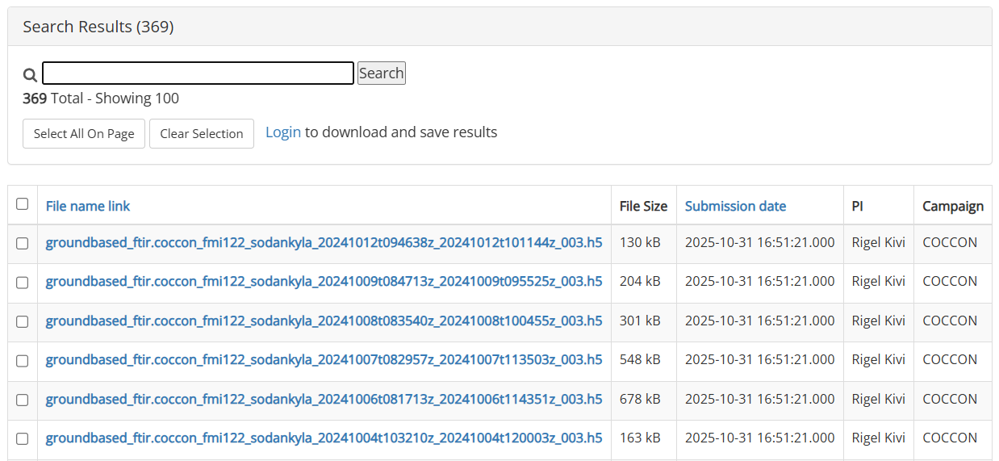 Search Results (369)
Search
369 Total - Showing 100
Select All On Page Clear Selection Login to download and save results
File name link File Size Submission date PI Campaign
groundbased_ftir.coccon_fmi122_sodankyla_20241012t094638z_20241012t101144z_003.h5 130 kB 2025-10-31 16:51:21.000 Rigel Kivi COCCON
groundbased_ftir.coccon_fmi122_sodankyla_20241009t084713z_20241009t095525z_003.h5 204 kB 2025-10-31 16:51:21.000 Rigel Kivi COCCON
groundbased_ftir.coccon_fmi122_sodankyla_20241008t083540z_20241008t100455z_003.h5 301 kB 2025-10-31 16:51:21.000 Rigel Kivi COCCON
groundbased_ftir.coccon_fmi122_sodankyla_20241007t082957z_20241007t113503z_003.h5 548 kB 2025-10-31 16:51:21.000 Rigel Kivi COCCON
groundbased_ftir.coccon_fmi122_sodankyla_20241006t081713z_20241006t114351z_003.h5 678 kB 2025-10-31 16:51:21.000 Rigel Kivi COCCON
groundbased_ftir.coccon_fmi122_sodankyla_20241004t103210z_20241004t120003z_003.h5 163 kB 2025-10-31 16:51:21.000 Rigel Kivi COCCON